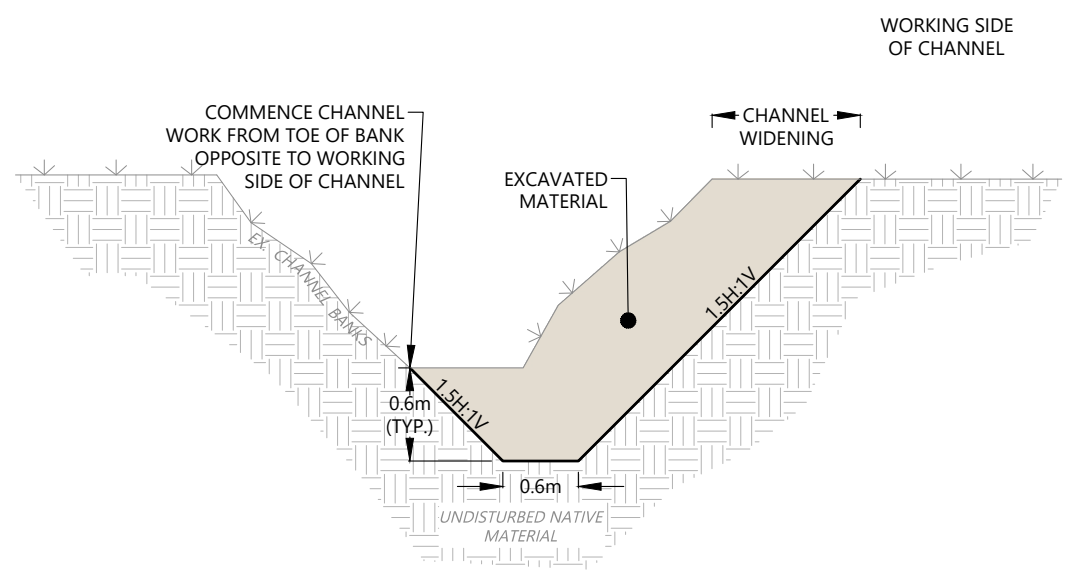 WORKING SIDE
OF CHANNEL
COMMENCE CHANNEL
WORK FROM TOE OF BANK
OPPOSITE TO WORKING
SIDE OF CHANNEL
CHANNEL
WIDENING
EXCAVATED
MATERIAL
EX. CHANNEL BANKS
1.5H:1V
1.5H:1V
0.6m
(TYP.)
0.6m
UNDISTURBED NATIVE
MATERIAL